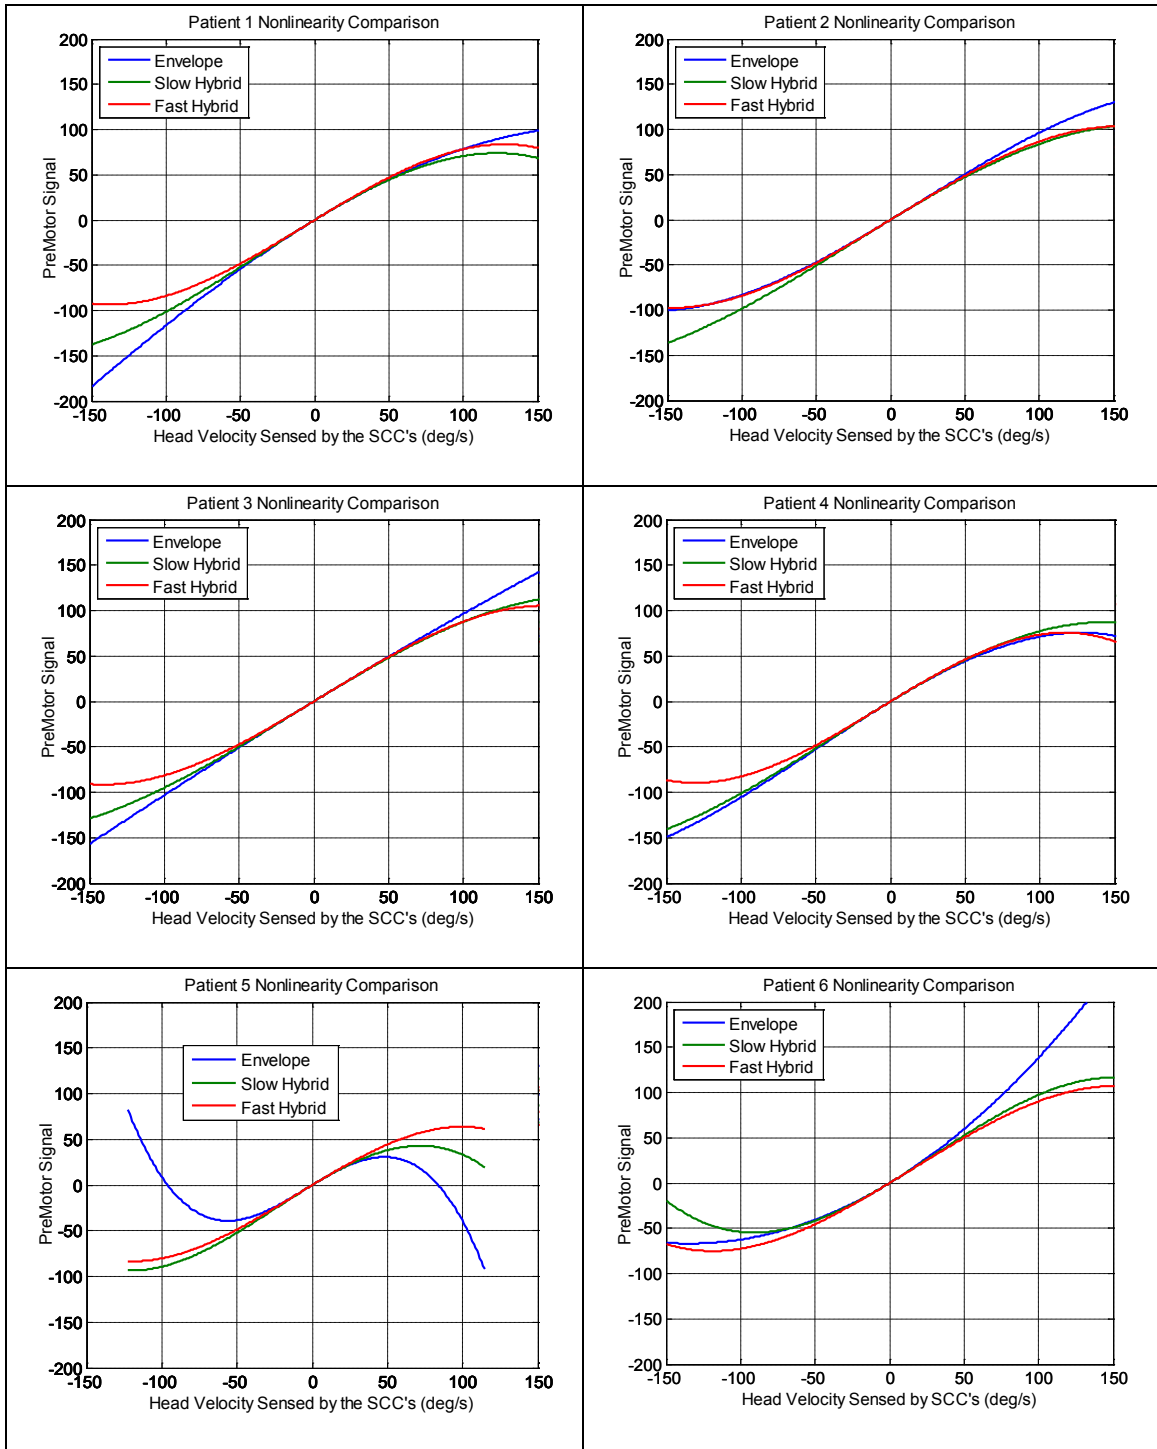 Patient 1 Nonlinearity Comparison
200
150
100
50
0
-50
-100
-150
-200
Envelope
Slow Hybrid
Fast Hybrid
PreMotor Signal
-150 -100 -50 0 50 100 150
Head Velocity Sensed by the SCC's (deg/s)
Patient 2 Nonlinearity Comparison
200
150
100
50
0
-50
-100
-150
-200
Envelope
Slow Hybrid
Fast Hybrid
PreMotor Signal
-150 -100 -50 0 50 100 150
Head Velocity Sensed by the SCC's (deg/s)
Patient 3 Nonlinearity Comparison
200
150
100
50
0
-50
-100
-150
-200
Envelope
Slow Hybrid
Fast Hybrid
PreMotor Signal
-150 -100 -50 0 50 100 150
Head Velocity Sensed by the SCC's (deg/s)
Patient 4 Nonlinearity Comparison
200
150
100
50
0
-50
-100
-150
-200
Envelope
Slow Hybrid
Fast Hybrid
PreMotor Signal
-150 -100 -50 0 50 100 150
Head Velocity Sensed by the SCC's (deg/s)
Patient 5 Nonlinearity Comparison
200
150
100
50
0
-50
-100
-150
-200
Envelope
Slow Hybrid
Fast Hybrid
PreMotor Signal
-150 -100 -50 0 50 100 150
Head Velocity Sensed by the SCC's (deg/s)
Patient 6 Nonlinearity Comparison
200
150
100
50
0
-50
-100
-150
-200
Envelope
Slow Hybrid
Fast Hybrid
PreMotor Signal
-150 -100 -50 0 50 100 150
Head Velocity Sensed by SCC's (deg/s)